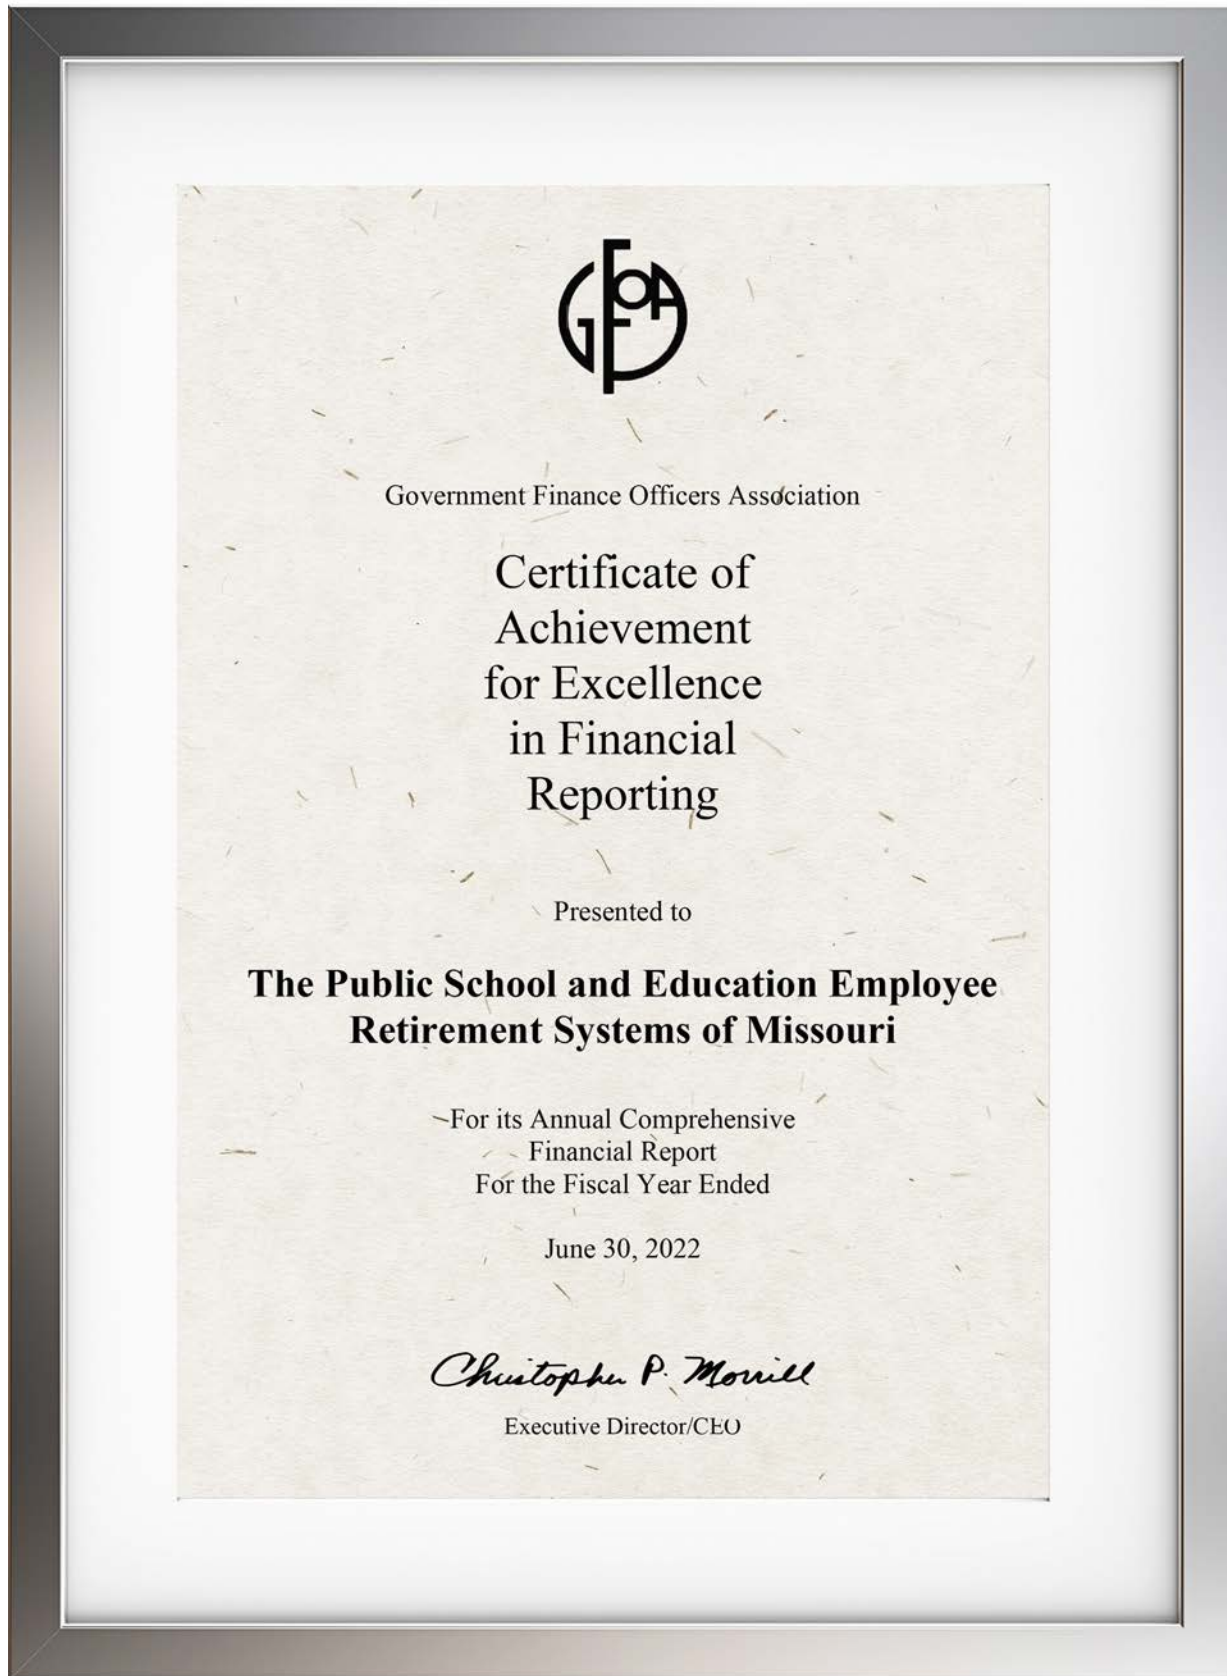 GFOA
Government Finance Officers Association
Certificate of
Achievement
for Excellence
in Financial
Reporting
Presented to
The Public School and Education Employee
Retirement Systems of Missouri
For its Annual Comprehensive
Financial Report
For the Fiscal Year Ended
June 30, 2022
Christopher P. Morrill
Executive Director/CEO